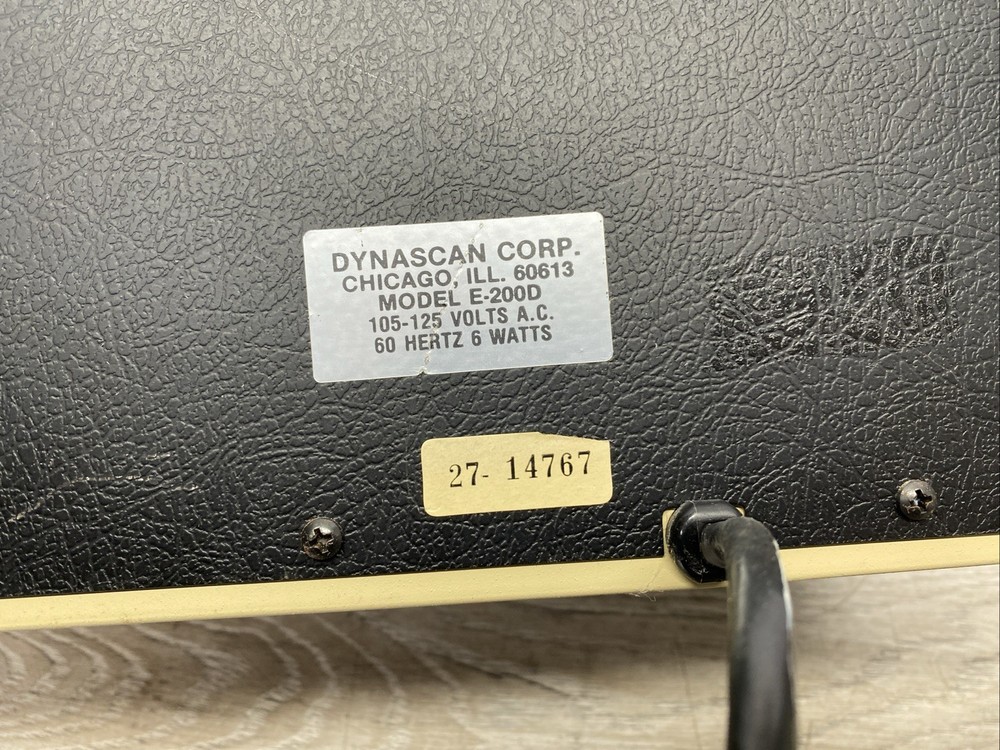 DYNASCAN CORP.
CHICAGO, ILL. 60613
MODEL E-200D
105-125 VOLTS A.C.
60 HERTZ 6 WATTS
27- 14767